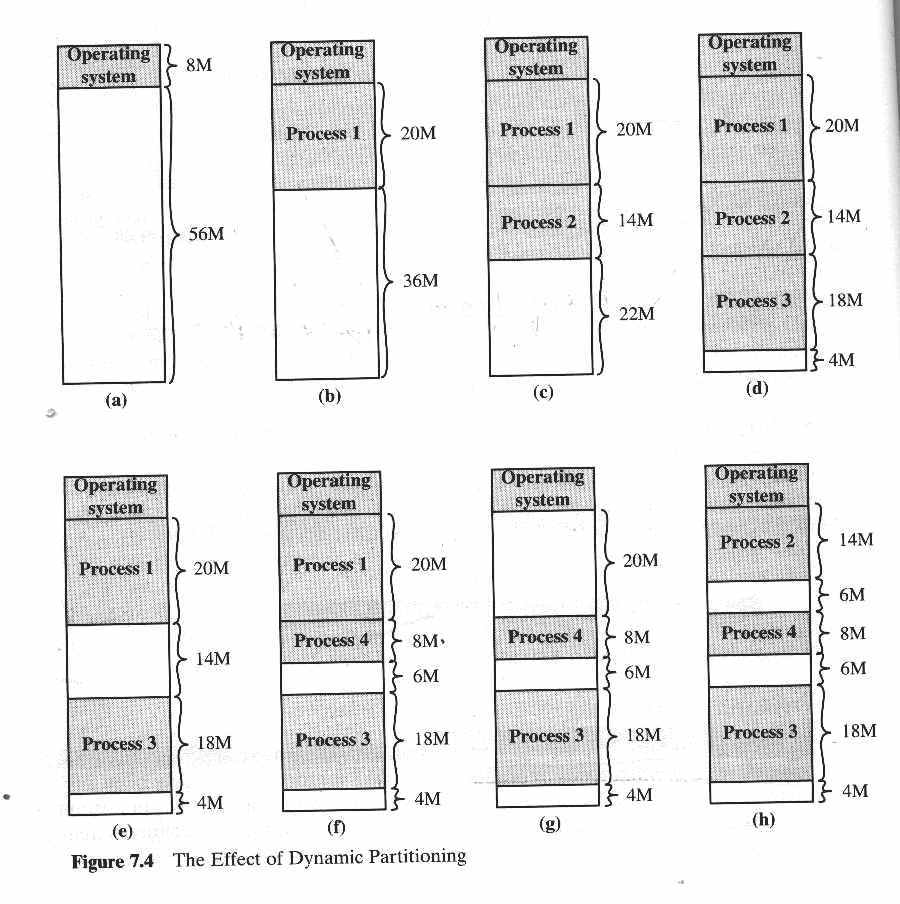 Operating
system
8M
56M
(a)
Operating
system
Process 1
20M
36M
(b)
Operating
system
Process 1
20M
Process 2
14M
22M
(c)
Operating
system
Process 1
20M
Process 2
14M
Process 3
18M
4M
(d)
Operating
system
Process 1
20M
14M
Process 3
18M
4M
(e)
Operating
system
Process 1
20M
Process 4
8M
6M
Process 3
18M
4M
(f)
Operating
system
20M
Process 4
8M
6M
Process 3
18M
4M
(g)
Operating
system
Process 2
14M
6M
Process 4
8M
6M
Process 3
18M
4M
(h)
Figure 7.4 The Effect of Dynamic Partitioning